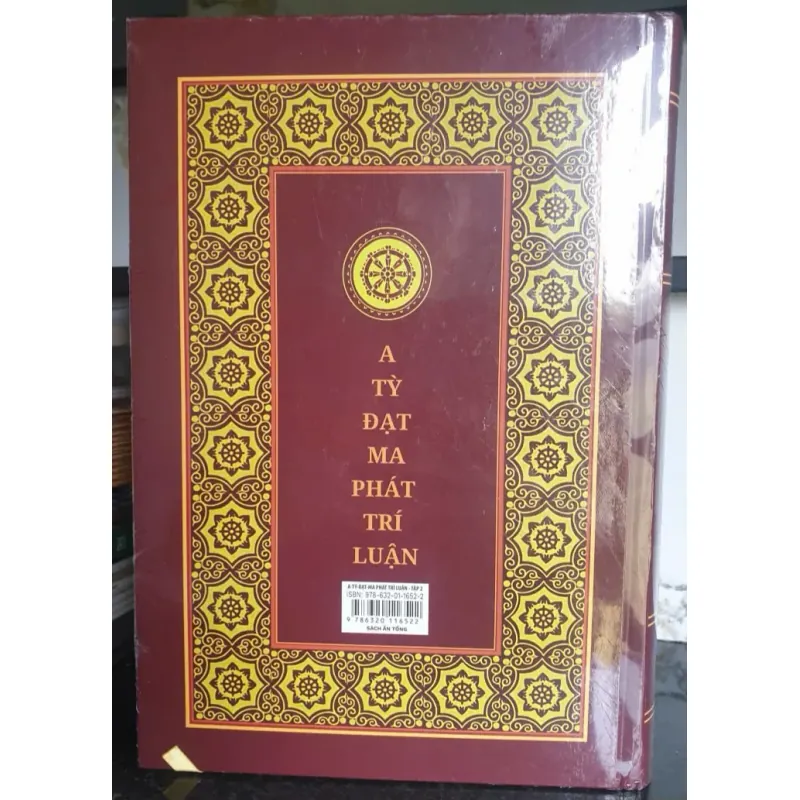 A
TỲ
ĐẠT
MA
PHÁT
TRÍ
LUẬN
A-TỲ-ĐẠT-MA PHÁT TRÍ LUẬN - TẬP 2
ISBN: 978-632-01-1652-2
9 786320 116522
SÁCH ẤN TỐNG